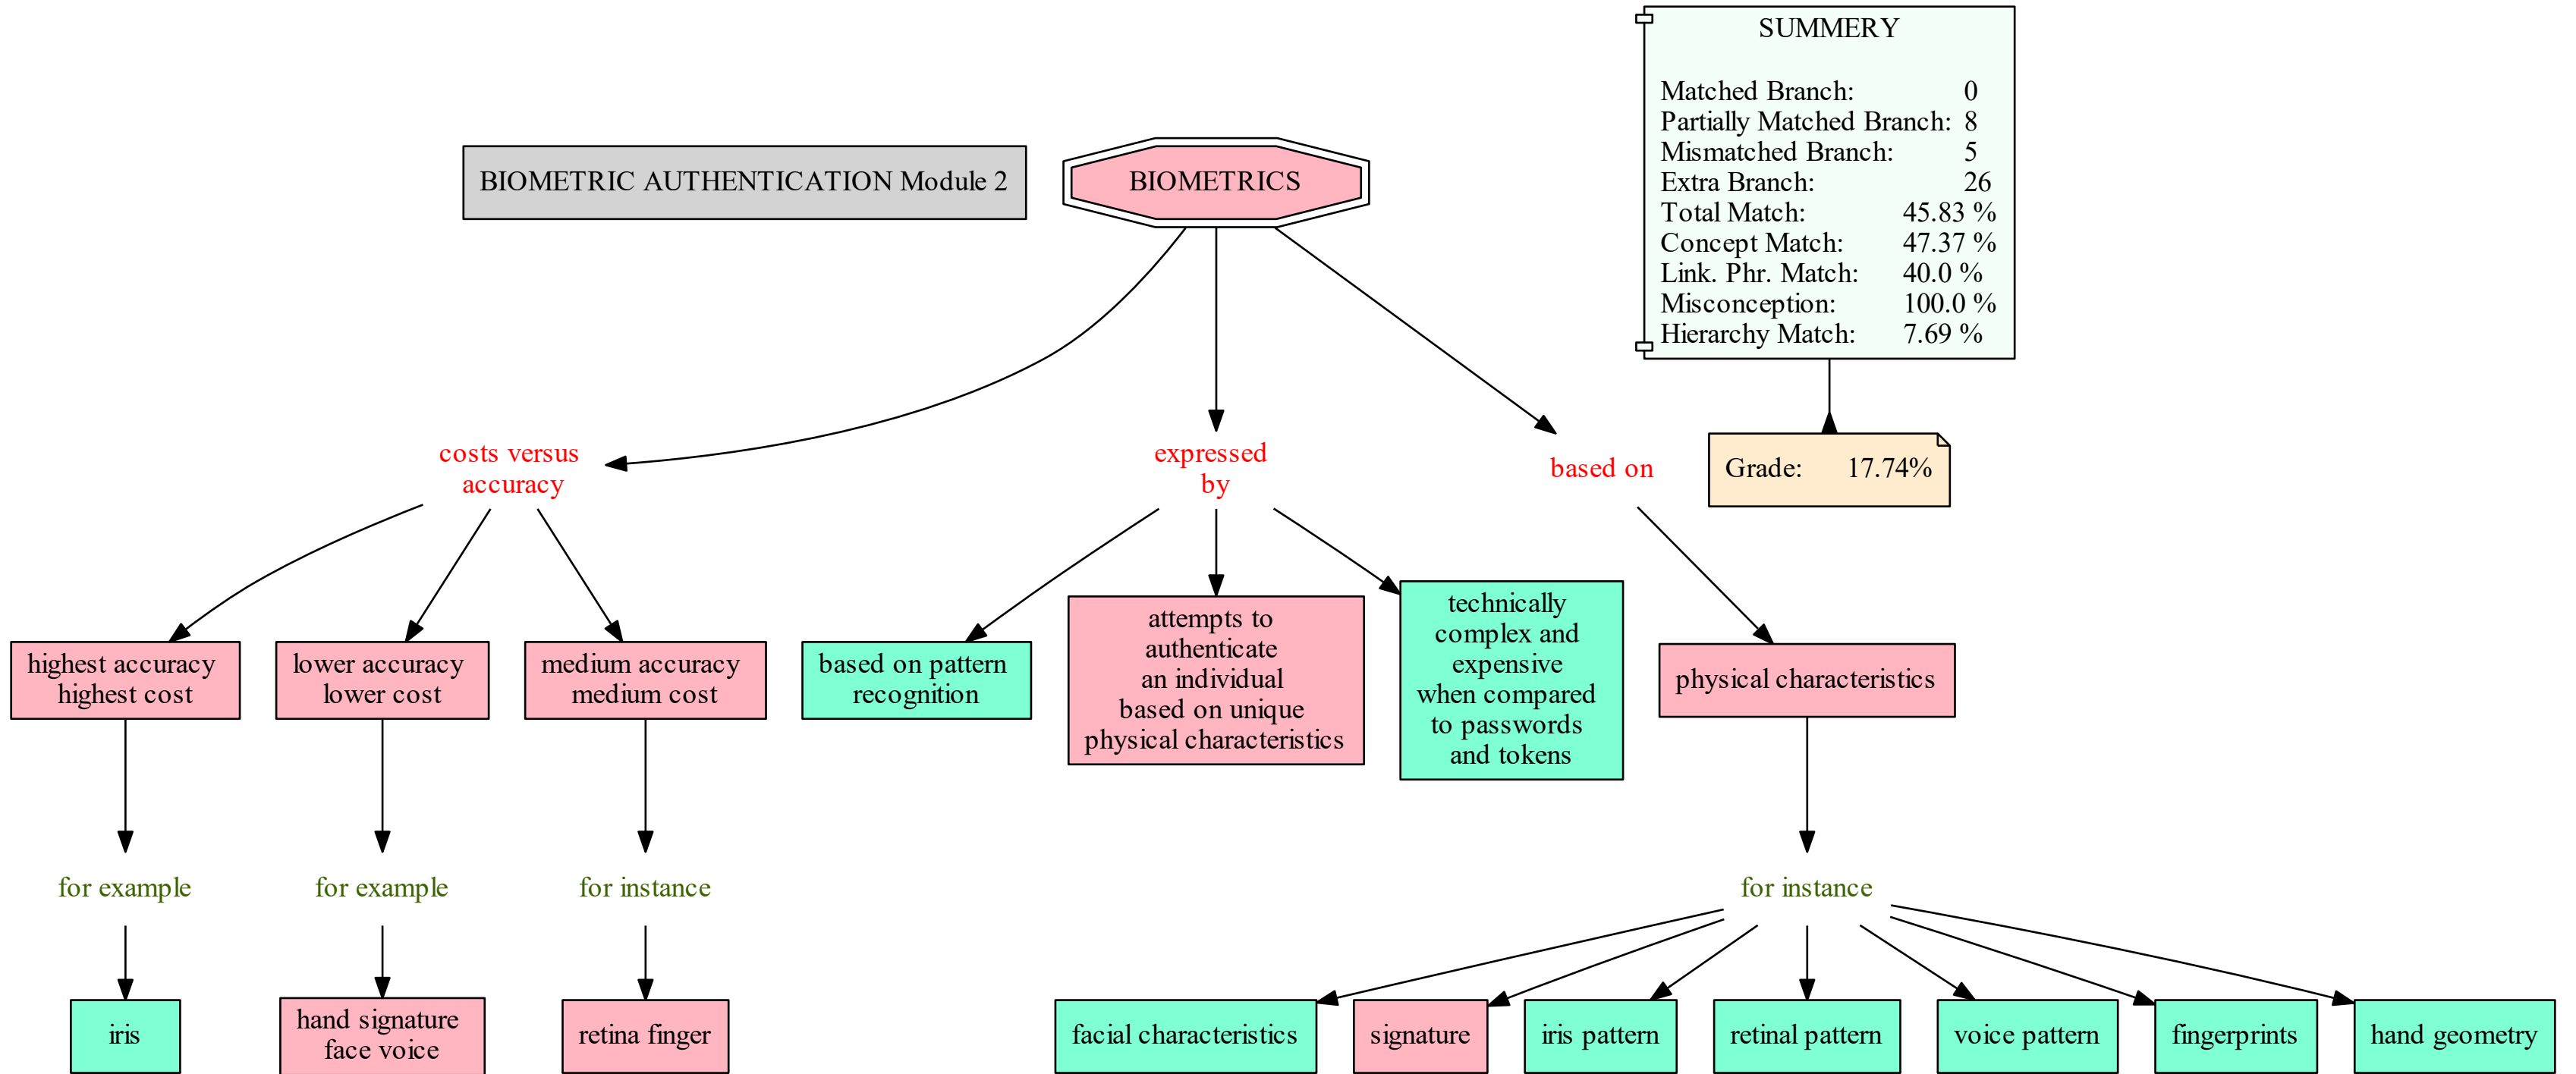 SUMMERY
Matched Branch: 0
Partially Matched Branch: 8
Mismatched Branch: 5
Extra Branch: 26
Total Match: 45.83 %
Concept Match: 47.37 %
Link. Phr. Match: 40.0 %
Misconception: 100.0 %
Hierarchy Match: 7.69 %
BIOMETRIC AUTHENTICATION Module 2
BIOMETRICS
costs versus
accuracy
expressed
by
based on
Grade: 17.74%
highest accuracy
highest cost
lower accuracy
lower cost
medium accuracy
medium cost
based on pattern
recognition
attempts to
authenticate
an individual
based on unique
physical characteristics
technically
complex and
expensive
when compared
to passwords
and tokens
physical characteristics
for example
for example
for instance
for instance
iris
hand signature
face voice
retina finger
facial characteristics
signature
iris pattern
retinal pattern
voice pattern
fingerprints
hand geometry